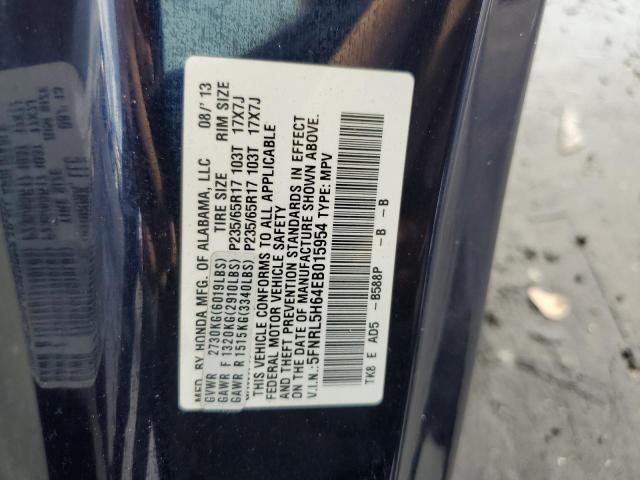 MFD BY HONDA MFG. OF ALABAMA, LLC 08/'13
GVWR 2730KG(6019LBS) TIRE SIZE RIM SIZE
GAWR F 1320KG(2910LBS) P235/65R17 103T 17X7J
GAWR R 1515KG(3340LBS) P235/65R17 103T 17X7J
THIS VEHICLE CONFORMS TO ALL APPLICABLE
FEDERAL MOTOR VEHICLE SAFETY
AND THEFT PREVENTION STANDARDS IN EFFECT
ON THE DATE OF MANUFACTURE SHOWN ABOVE.
V.I.N.:5FNRL5H64EB015954 TYPE: MPV
TK8 E AD5 -B588P -B -B